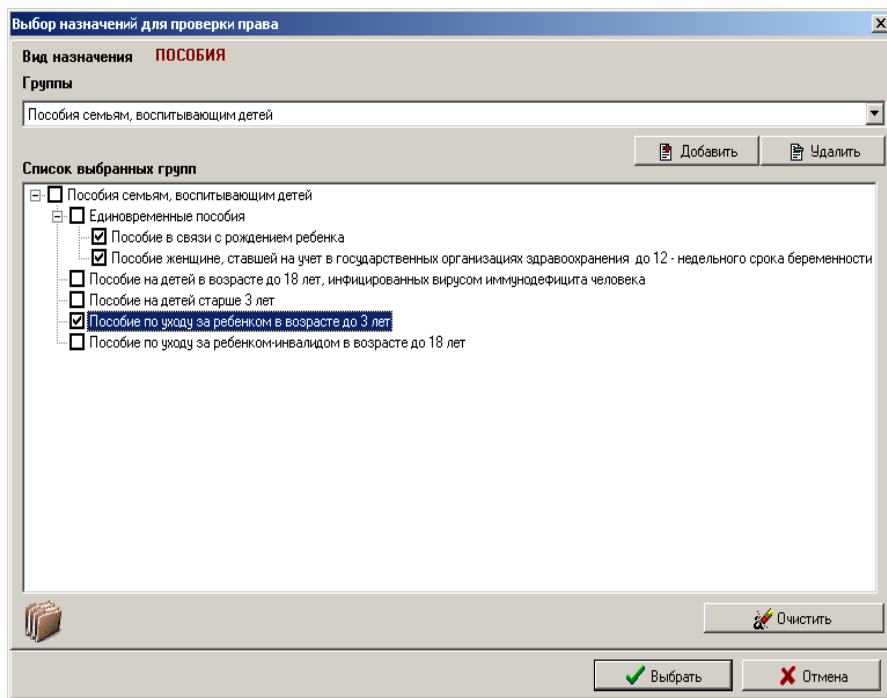 Выбор назначений для проверки права
Вид назначения ПОСОБИЯ
Группы
Пособия семьям, воспитывающим детей
Добавить Удалить
Список выбранных групп
Пособия семьям, воспитывающим детей
Единовременные пособия
Пособие в связи с рождением ребенка
Пособие женщине, ставшей на учет в государственных организациях здравоохранения до 12 - недельного срока беременности
Пособие на детей в возрасте до 18 лет, инфицированных вирусом иммунодефицита человека
Пособие на детей старше 3 лет
Пособие по уходу за ребенком в возрасте до 3 лет
Пособие по уходу за ребенком-инвалидом в возрасте до 18 лет
Очистить
Выбрать Отмена